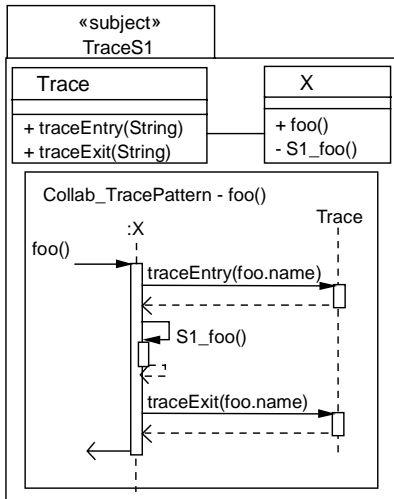 «subject»
TraceS1
Trace
+ traceEntry(String)
+ traceExit(String)
X
+ foo()
- S1_foo()
Collab_TracePattern - foo()
:X
Trace
foo()
traceEntry(foo.name)
S1_foo()
traceExit(foo.name)